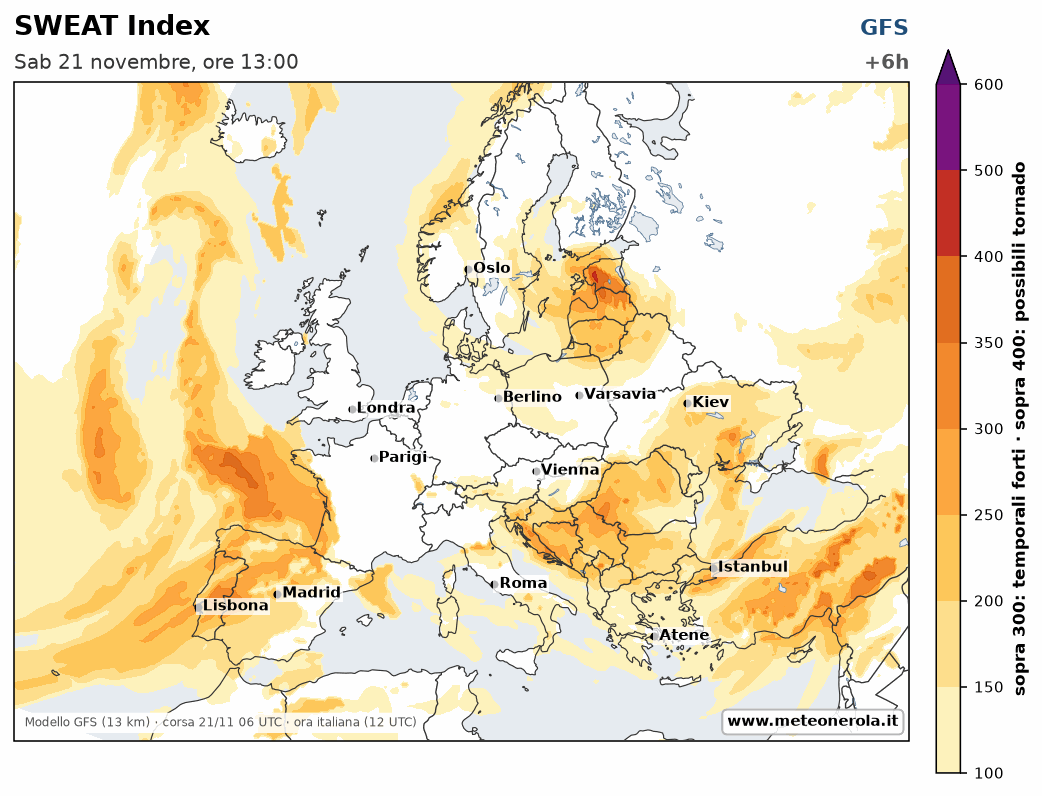 SWEAT Index
GFS
Sab 21 novembre, ore 13:00
+6h
600
500
400
350
300
250
200
150
100
sopra 300: temporali forti · sopra 400: possibili tornado
Oslo
Berlino
Varsavia
Kiev
Londra
Parigi
Vienna
Istanbul
Roma
Madrid
Lisbona
Atene
Modello GFS (13 km) · corsa 21/11 06 UTC · ora italiana (12 UTC)
www.meteonerola.it